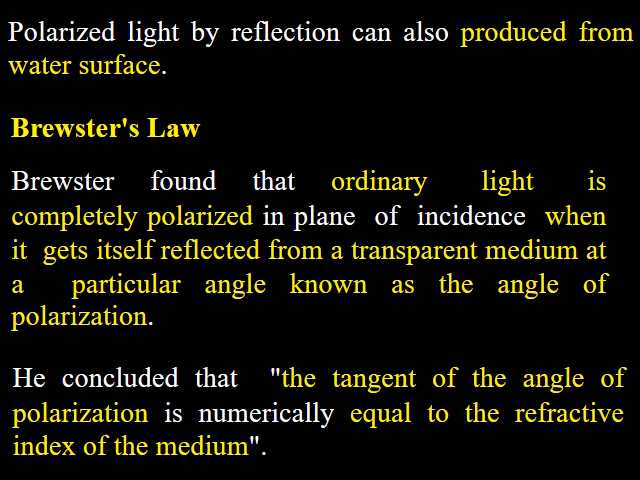 Polarized light by reflection can also produced from
water surface.
Brewster's Law
Brewster found that ordinary light is
completely polarized in plane of incidence when
it gets itself reflected from a transparent medium at
a particular angle known as the angle of
polarization.
He concluded that "the tangent of the angle of
polarization is numerically equal to the refractive
index of the medium".